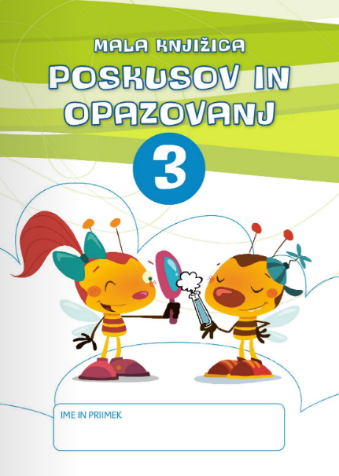 MALA KNJIŽICA
POSKUSOV IN
OPAZOVANJ
3
IME IN PRIIMEK